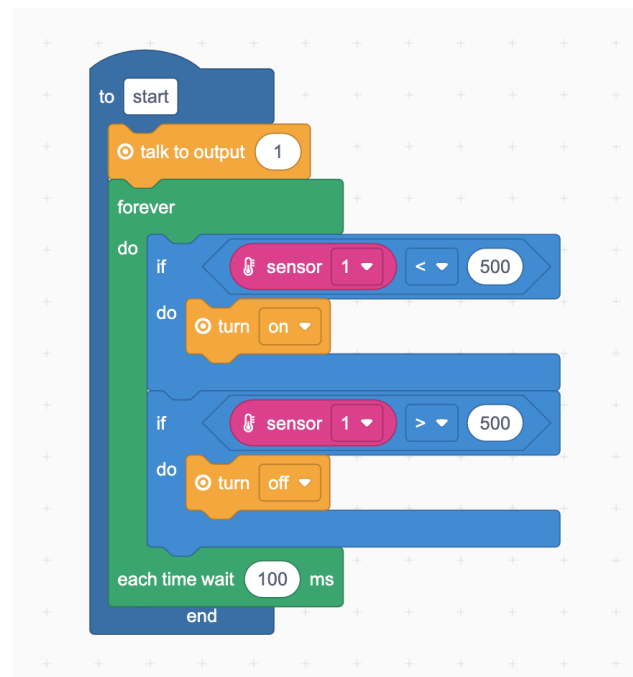 to start
talk to output 1
forever
do
if sensor 1 < 500
do turn on
if sensor 1 > 500
do turn off
each time wait 100 ms
end